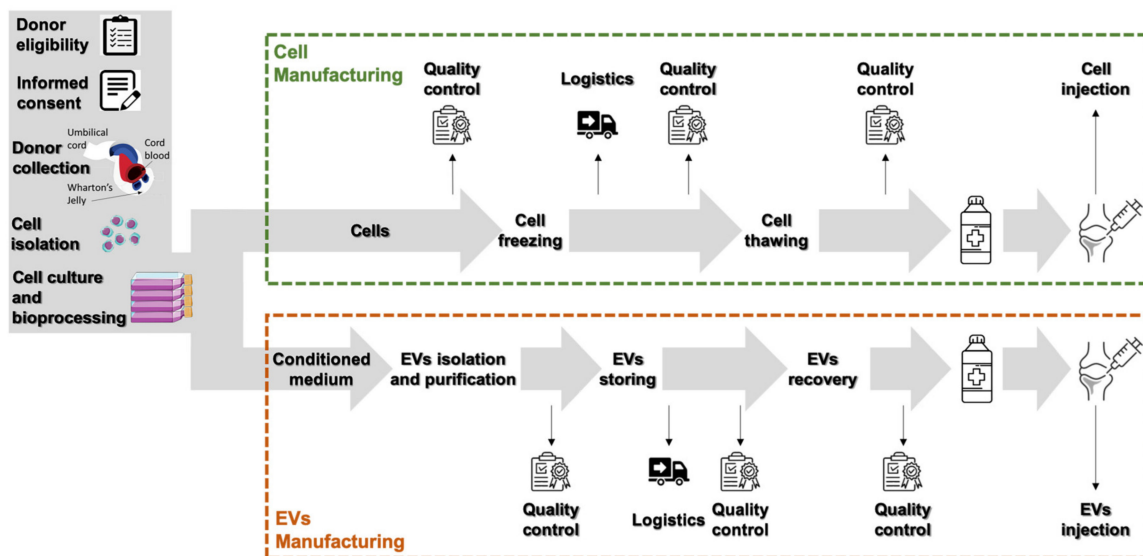 Donor
eligibility
Informed
consent
Umbilical
cord
Cord
blood
Donor
collection
Wharton's
Jelly
Cell
isolation
Cell culture
and
bioprocessing
Cell
Manufacturing
Quality
control
Logistics
Quality
control
Quality
control
Cell
injection
Cells
Cell
freezing
Cell
thawing
Conditioned
medium
EVs isolation
and purification
EVs
storing
EVs
recovery
Quality
control
Logistics
Quality
control
Quality
control
EVs
injection
EVs
Manufacturing